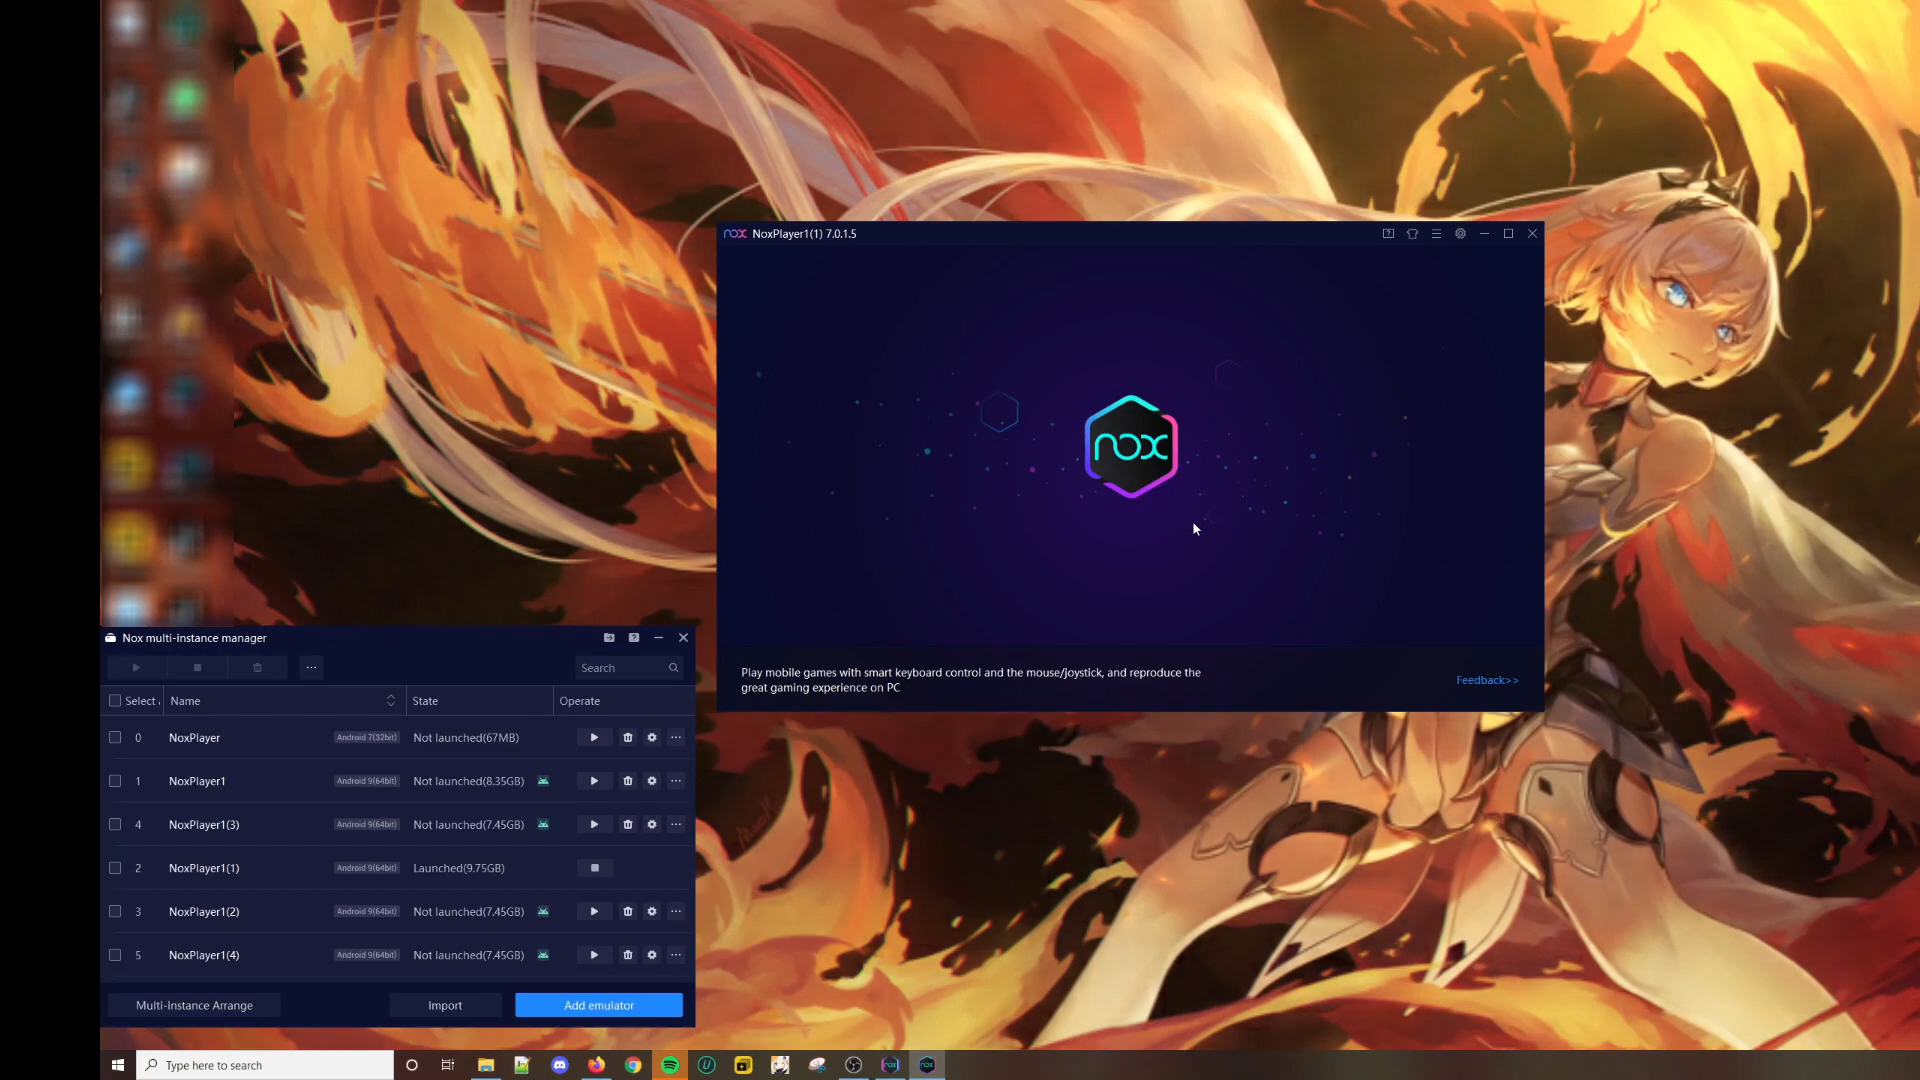 nox NoxPlayer1(1) 7.0.1.5
nox
Play mobile games with smart keyboard control and the mouse/joystick, and reproduce the
great gaming experience on PC
Feedback>>
Nox multi-instance manager
Search
Select
Name
State
Operate
0 NoxPlayer Android 7(32bit) Not launched(67MB)
1 NoxPlayer1 Android 9(64bit) Not launched(8.35GB)
4 NoxPlayer1(3) Android 9(64bit) Not launched(7.45GB)
2 NoxPlayer1(1) Android 9(64bit) Launched(9.75GB)
3 NoxPlayer1(2) Android 9(64bit) Not launched(7.45GB)
5 NoxPlayer1(4) Android 9(64bit) Not launched(7.45GB)
Multi-instance Arrange
Import
Add emulator
Type here to search